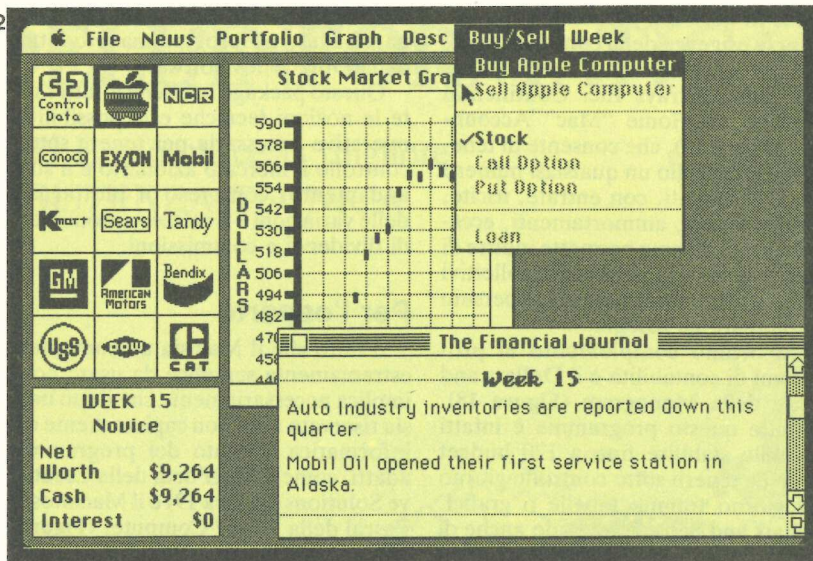 2
File News Portfolio Graph Desc Buy/Sell Week
Buy Apple Computer
Sell Apple Computer
✓Stock
Call Option
Put Option
Loan
Control
Data
NCR
conoco
EXXON
Mobil
Kmart
Sears
Tandy
GM
American
Motors
Bendix
USS
DOW
CAT
Stock Market Gra
DOLLARS
590
578
566
554
542
530
518
506
494
482
470
458
446
WEEK 15
Novice
Net
Worth $9,264
Cash $9,264
Interest $0
The Financial Journal
Week 15
Auto Industry inventories are reported down this
quarter.
Mobil Oil opened their first service station in
Alaska.